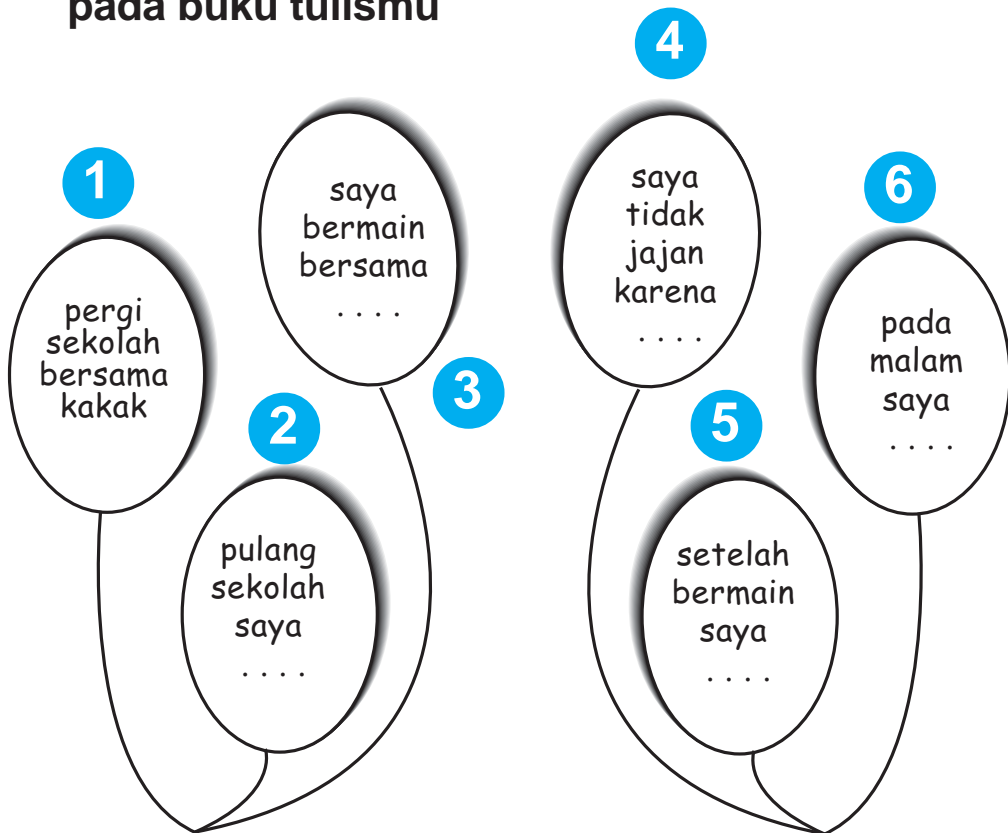 pada buku tulismu
1
pergi
sekolah
bersama
kakak
2
pulang
sekolah
saya
. . . .
3
saya
bermain
bersama
. . . .
4
saya
tidak
jajan
karena
. . . .
5
setelah
bermain
saya
. . . .
6
pada
malam
saya
. . . .